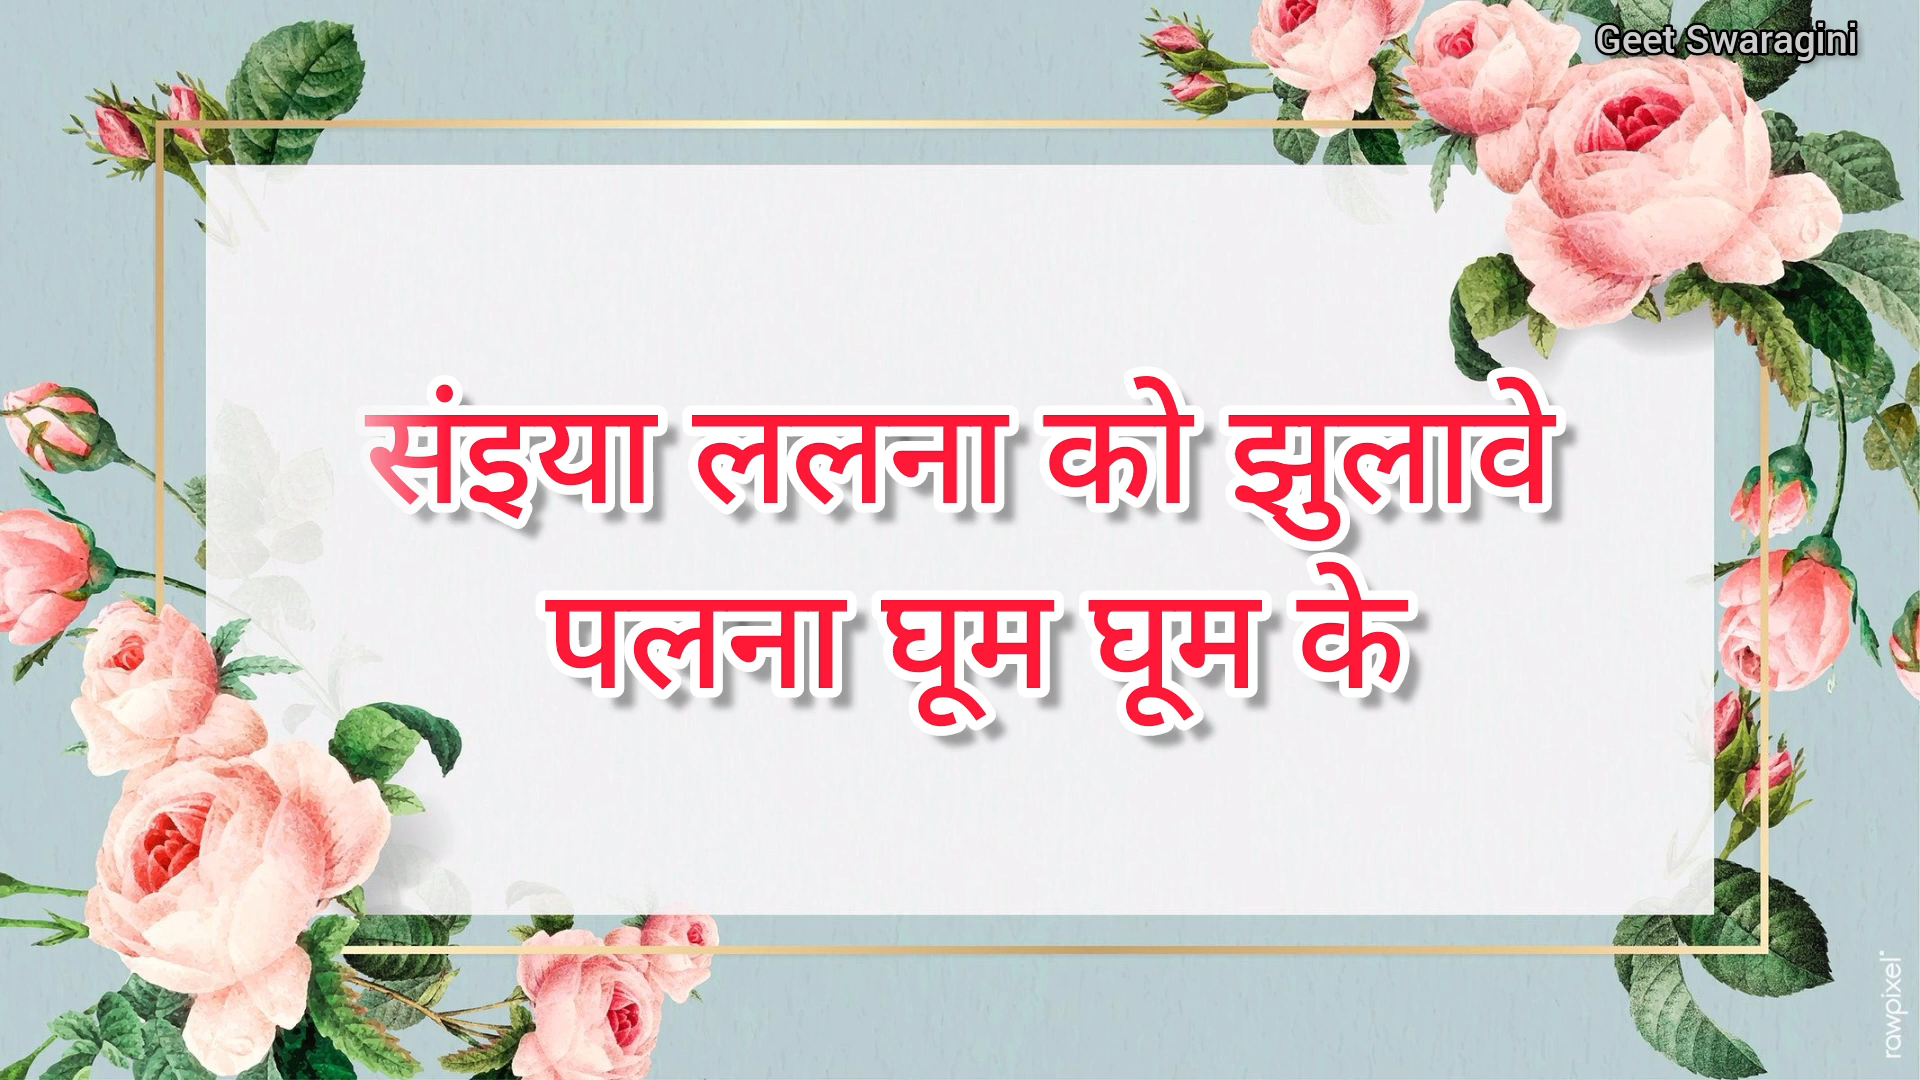 Geet Swaragini
संइया ललना को झुलावे
पलना घूम घूम के
rawpixel